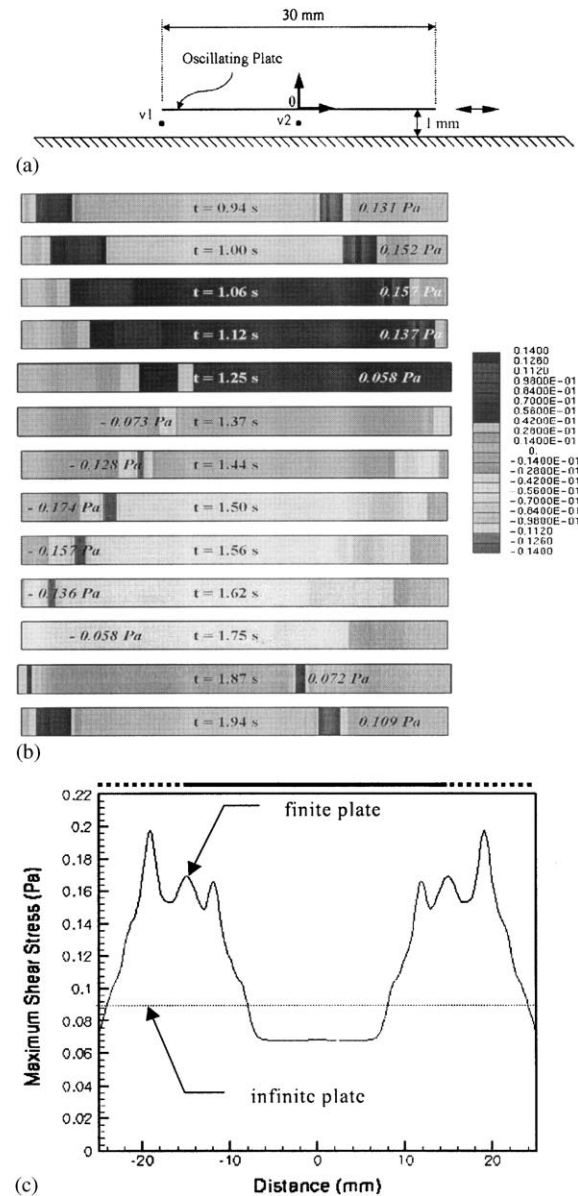 30 mm
Oscillating Plate
0
v1
v2
1 mm
(a)
t = 0.94 s 0.131 Pa
t = 1.00 s 0.152 Pa
t = 1.06 s 0.157 Pa
t = 1.12 s 0.137 Pa
t = 1.25 s 0.058 Pa
- 0.073 Pa t = 1.37 s
- 0.128 Pa t = 1.44 s
- 0.174 Pa t = 1.50 s
- 0.157 Pa t = 1.56 s
- 0.136 Pa t = 1.62 s
- 0.058 Pa t = 1.75 s
t = 1.87 s 0.072 Pa
t = 1.94 s 0.109 Pa
0.1400
0.1260
0.1120
0.9800E-01
0.8400E-01
0.7000E-01
0.5600E-01
0.4200E-01
0.2800E-01
0.1400E-01
0.
-0.1400E-01
-0.2800E-01
-0.4200E-01
-0.5600E-01
-0.7000E-01
-0.8400E-01
-0.9800E-01
-0.1120
-0.1260
-0.1400
(b)
0.22
0.2
0.18
0.16
0.14
0.12
0.1
0.08
0.06
0.04
0.02
0
Maximum Shear Stress (Pa)
finite plate
infinite plate
-20 -10 0 10 20
Distance (mm)
(c)